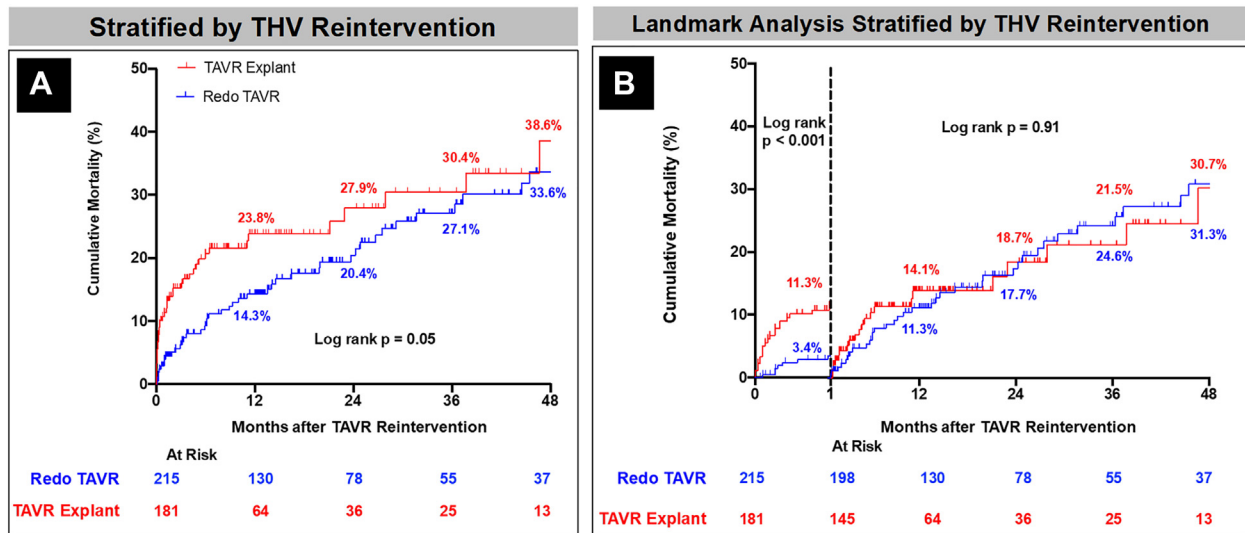 Stratified by THV Reintervention
A
TAVR Explant
Redo TAVR
Cumulative Mortality (%)
50
40
30
20
10
0
38.6%
30.4%
27.9%
23.8%
33.6%
27.1%
20.4%
14.3%
Log rank p = 0.05
0 12 24 36 48
Months after TAVR Reintervention
At Risk
Redo TAVR 215 130 78 55 37
TAVR Explant 181 64 36 25 13
Landmark Analysis Stratified by THV Reintervention
B
Cumulative Mortality (%)
50
40
30
20
10
0
Log rank
p < 0.001
Log rank p = 0.91
30.7%
21.5%
18.7%
14.1%
11.3%
31.3%
24.6%
17.7%
11.3%
3.4%
0 1 12 24 36 48
Months after TAVR Reintervention
At Risk
Redo TAVR 215 198 130 78 55 37
TAVR Explant 181 145 64 36 25 13